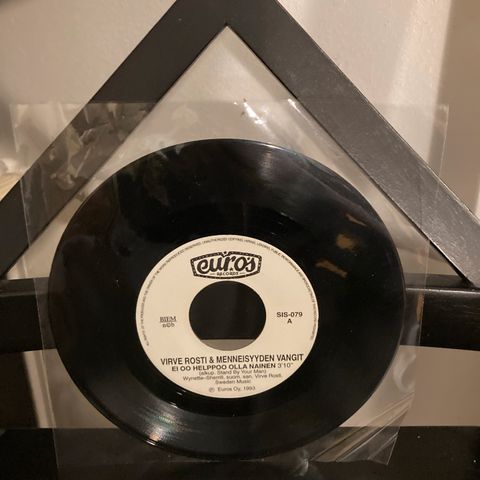 euros
RECORDS
BIEM
n©b
SIS-079
A
VIRVE ROSTI & MENNEISYYDEN VANGIT
EI OO HELPPOO OLLA NAINEN 3'10"
(alkup. Stand By Your Man)
Wynette-Sherrill, suom. san. Virve Rosti,
Sweden Music
℗ Euros Oy, 1993